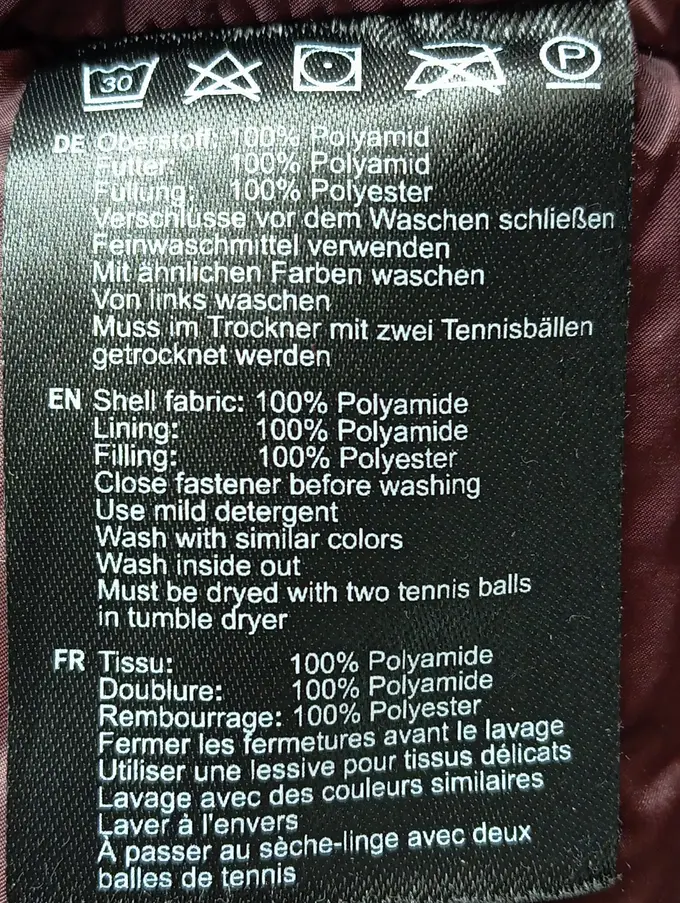 30
P
DE Oberstoff: 100% Polyamid
Futter: 100% Polyamid
Füllung: 100% Polyester
Verschlüsse vor dem Waschen schließen
Feinwaschmittel verwenden
Mit ähnlichen Farben waschen
Von links waschen
Muss im Trockner mit zwei Tennisbällen
getrocknet werden
EN Shell fabric: 100% Polyamide
Lining: 100% Polyamide
Filling: 100% Polyester
Close fastener before washing
Use mild detergent
Wash with similar colors
Wash inside out
Must be dryed with two tennis balls
in tumble dryer
FR Tissu: 100% Polyamide
Doublure: 100% Polyamide
Rembourrage: 100% Polyester
Fermer les fermetures avant le lavage
Utiliser une lessive pour tissus délicats
Lavage avec des couleurs similaires
Laver à l'envers
À passer au sèche-linge avec deux
balles de tennis